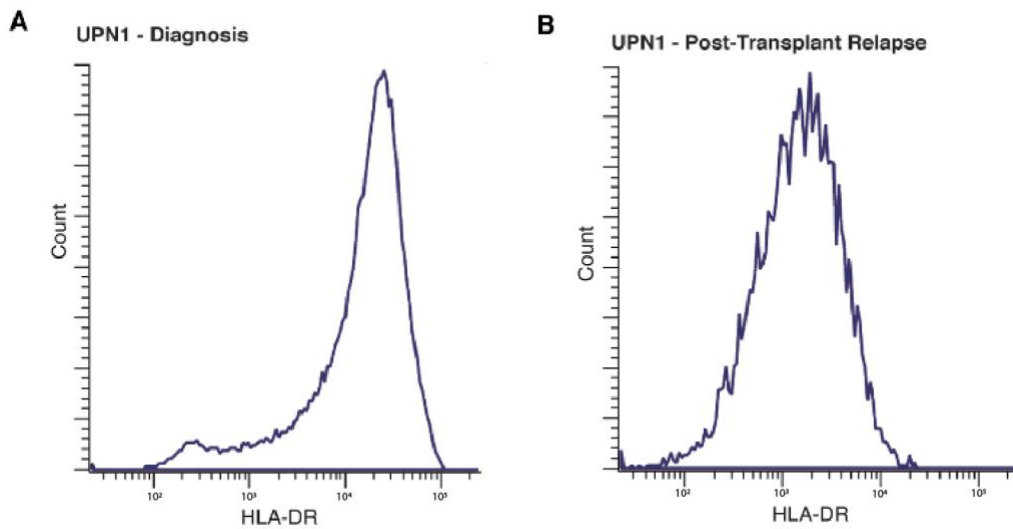 A
UPN1 - Diagnosis
Count
10² 10³ 10⁴ 10⁵
HLA-DR
B
UPN1 - Post-Transplant Relapse
Count
10² 10³ 10⁴ 10⁵
HLA-DR